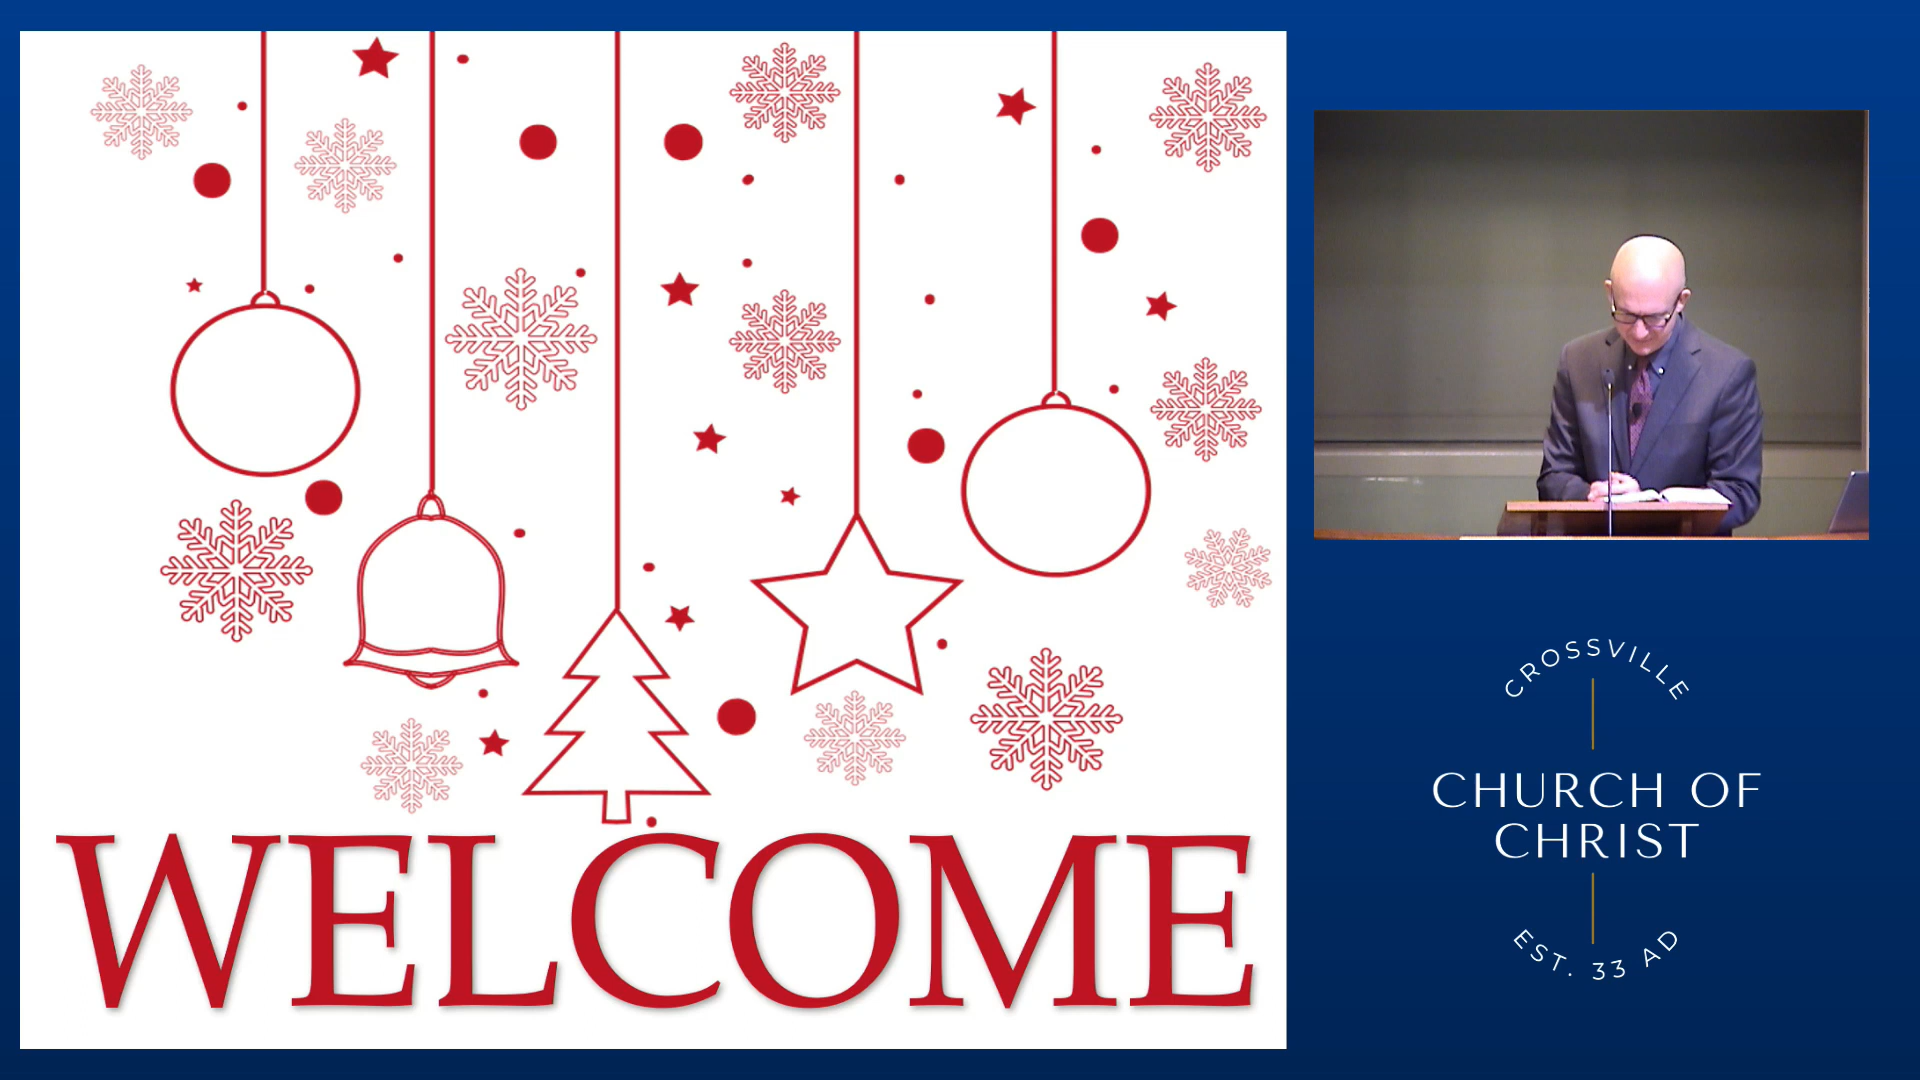 WELCOME
CROSSVILLE
CHURCH OF
CHRIST
EST. 33 AD